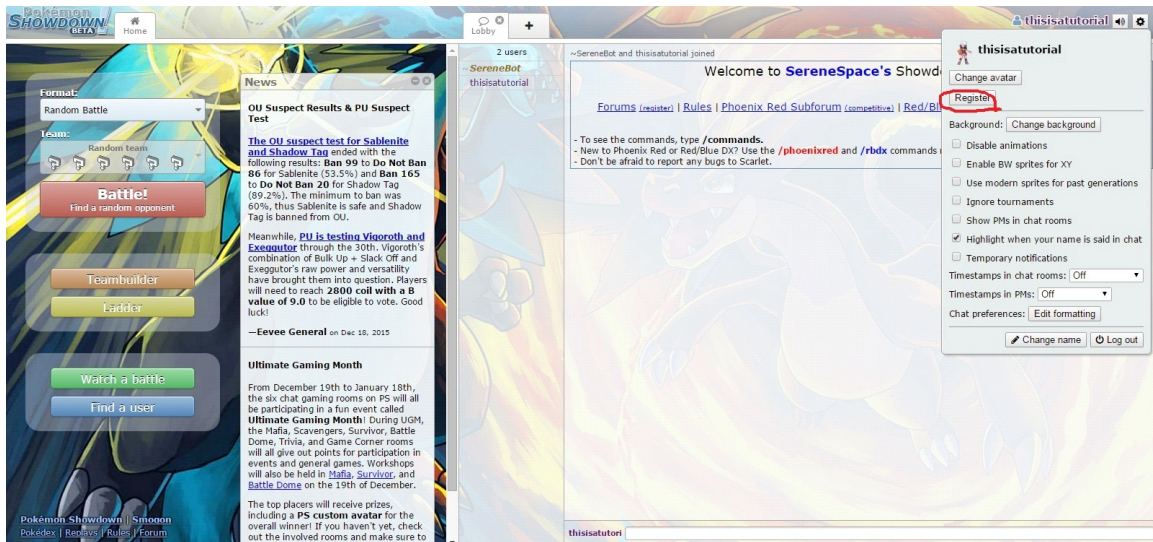 Pokémon
SHOWDOWN
BETA
Home
Lobby
thisisatutorial
Format:
Random Battle
Team:
Random team
Battle!
Find a random opponent
Teambuilder
Ladder
Watch a battle
Find a user
Pokémon Showdown | Smogon
Pokédex | Replays | Rules | Forum
News
OU Suspect Results & PU Suspect
Test
The OU suspect test for Sablenite
and Shadow Tag ended with the
following results: Ban 99 to Do Not Ban
86 for Sablenite (53.5%) and Ban 165
to Do Not Ban 20 for Shadow Tag
(89.2%). The minimum to ban was
60%, thus Sablenite is safe and Shadow
Tag is banned from OU.
Meanwhile, PU is testing Vigoroth and
Exeggutor through the 30th. Vigoroth's
combination of Bulk Up + Slack Off and
Exeggutor's raw power and versatility
have brought them into question. Players
will need to reach 2800 coil with a B
value of 9.0 to be eligible to vote. Good
luck!
—Eevee General on Dec 18, 2015
Ultimate Gaming Month
From December 19th to January 18th,
the six chat gaming rooms on PS will all
be participating in a fun event called
Ultimate Gaming Month! During UGM,
the Mafia, Scavengers, Survivor, Battle
Dome, Trivia, and Game Corner rooms
will all give out points for participation in
events and general games. Workshops
will also be held in Mafia, Survivor, and
Battle Dome on the 19th of December.
The top placers will receive prizes,
including a PS custom avatar for the
overall winner! If you haven't yet, check
out the involved rooms and make sure to
2 users
~SereneBot
thisisatutorial
~SereneBot and thisisatutorial joined
Welcome to SereneSpace's Showd
Forums (register) | Rules | Phoenix Red Subforum (competitive) | Red/Bl
- To see the commands, type /commands.
- New to Phoenix Red or Red/Blue DX? Use the /phoenixred and /rbdx commands
- Don't be afraid to report any bugs to Scarlet.
thisisatutori
thisisatutorial
Change avatar
Register
Background: Change background
Disable animations
Enable BW sprites for XY
Use modern sprites for past generations
Ignore tournaments
Show PMs in chat rooms
Highlight when your name is said in chat
Temporary notifications
Timestamps in chat rooms: Off
Timestamps in PMs: Off
Chat preferences: Edit formatting
Change name Log out